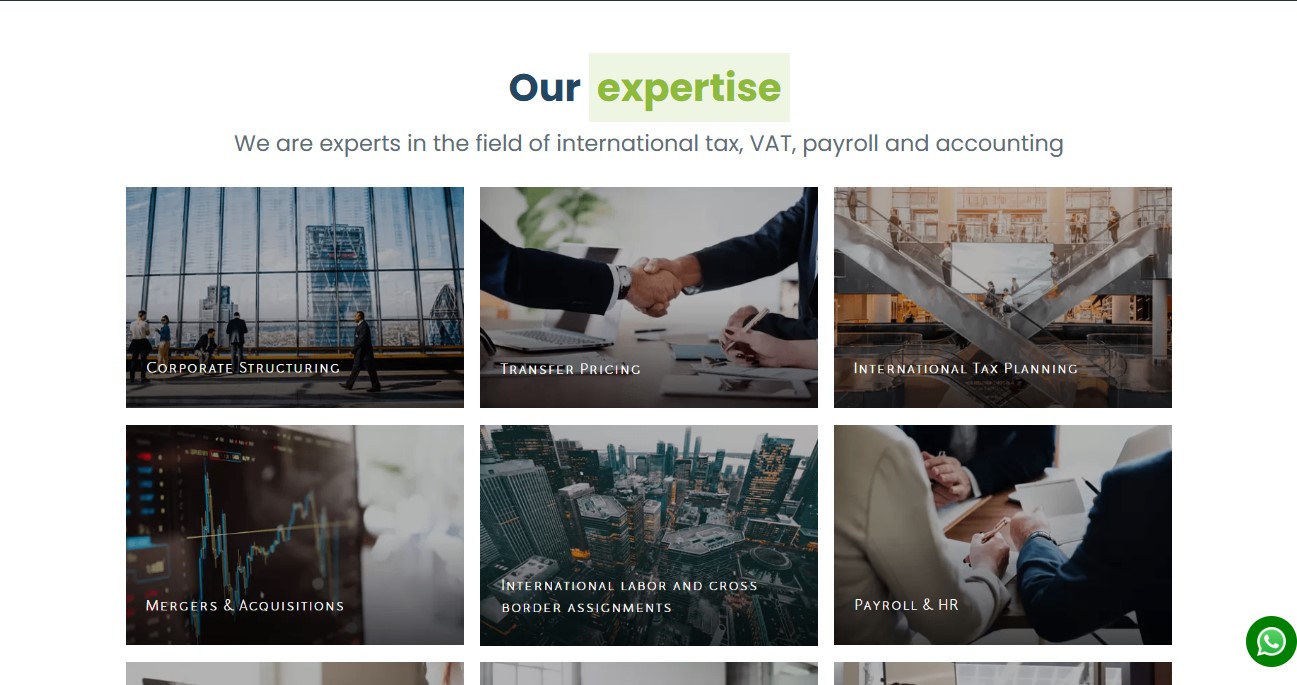 Our expertise
We are experts in the field of international tax, VAT, payroll and accounting
Corporate Structuring
Transfer Pricing
International Tax Planning
Mergers & Acquisitions
International labor and cross
border assignments
Payroll & HR